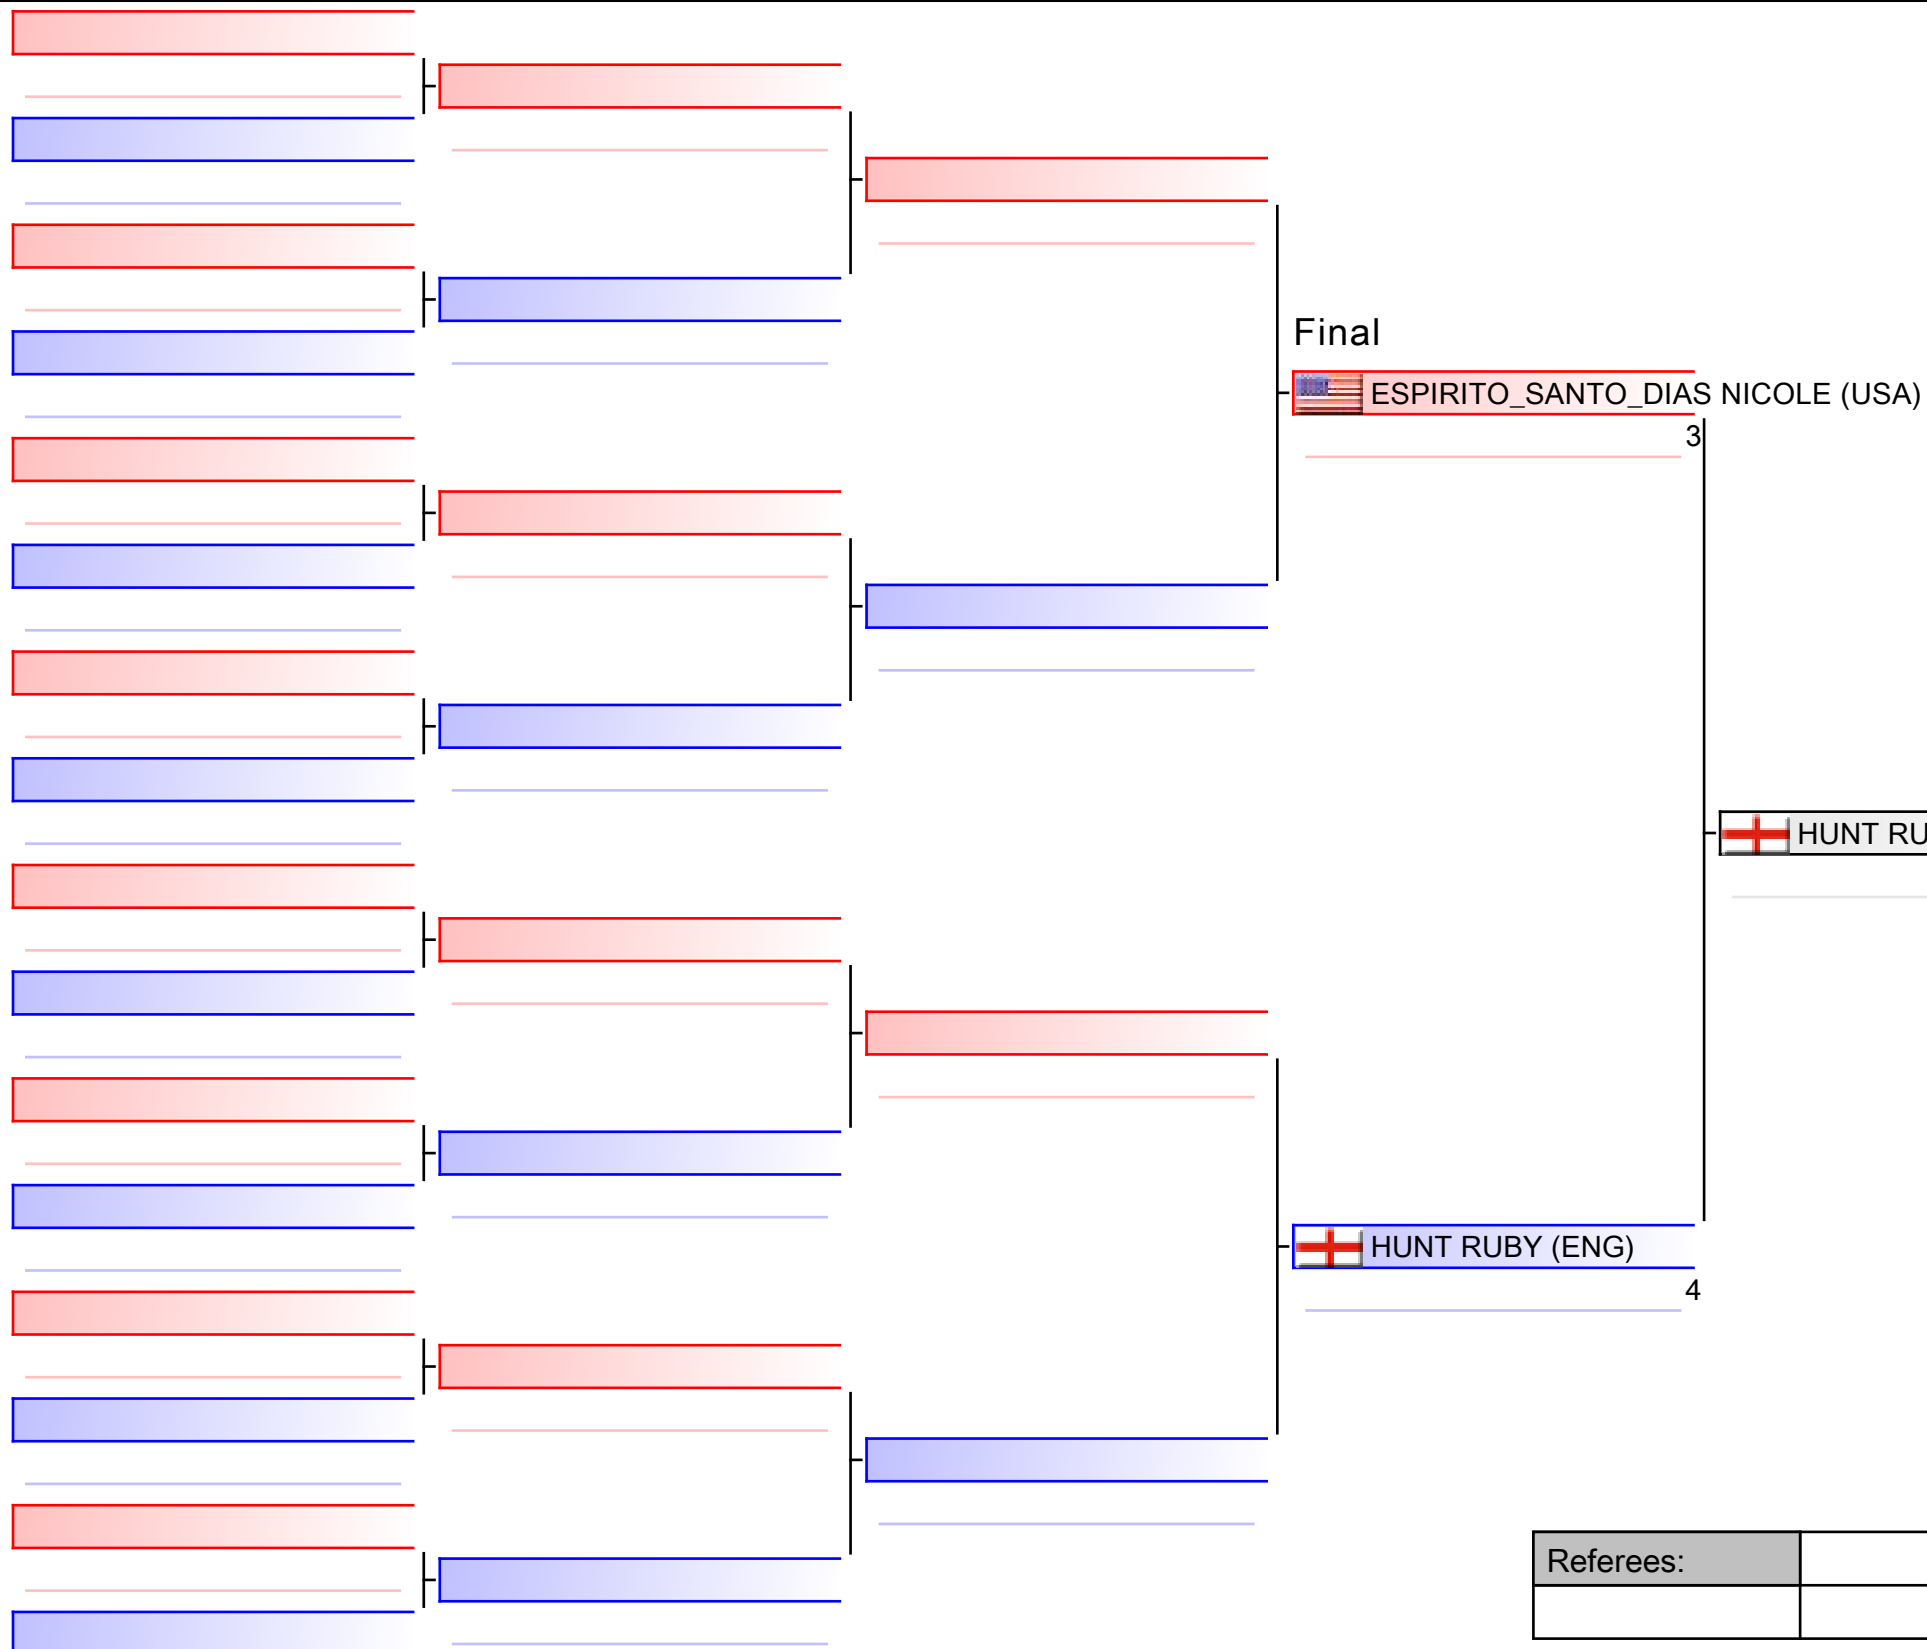 Final
ESPIRITO_SANTO_DIAS NICOLE (USA)
3
HUNT RU
HUNT RUBY (ENG)
4
Referees: